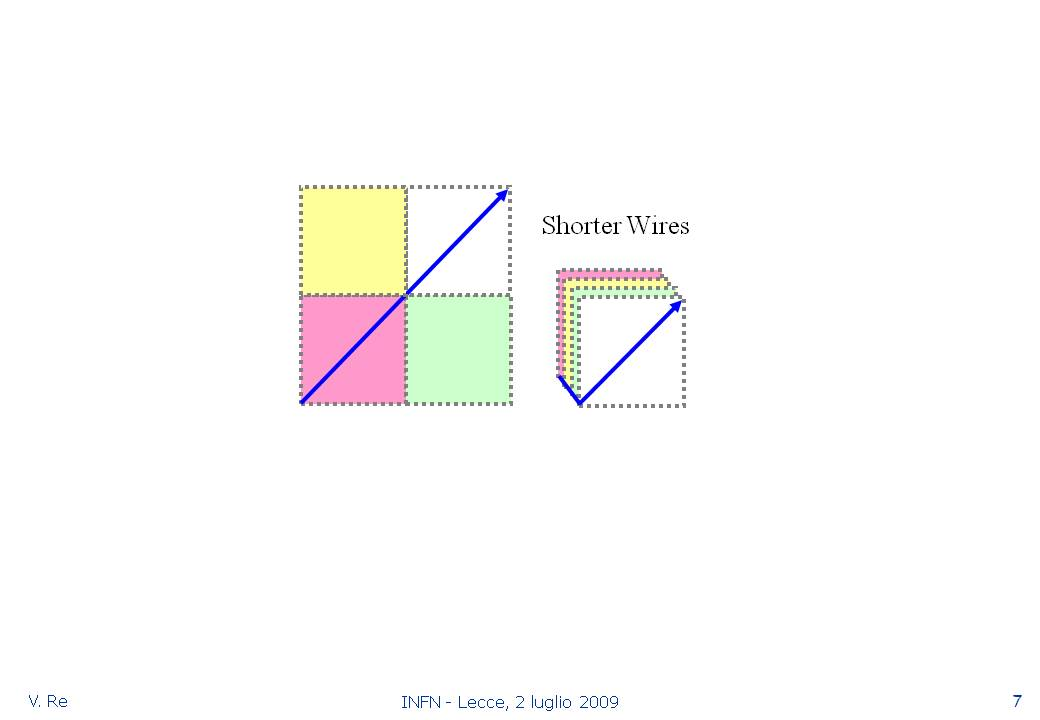 Shorter Wires
V. Re
INFN - Lecce, 2 luglio 2009
7